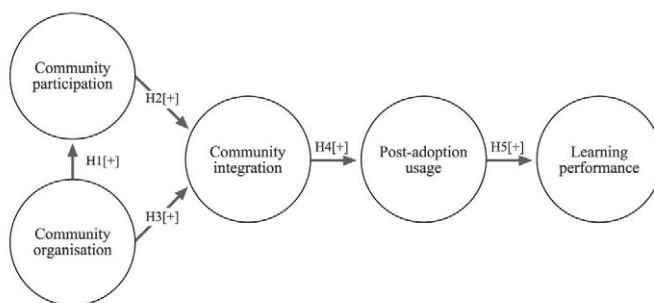 Community
participation
H2[+]
H1[+]
Community
integration
H4[+]
Post-adoption
usage
H5[+]
Learning
performance
Community
organisation
H3[+]